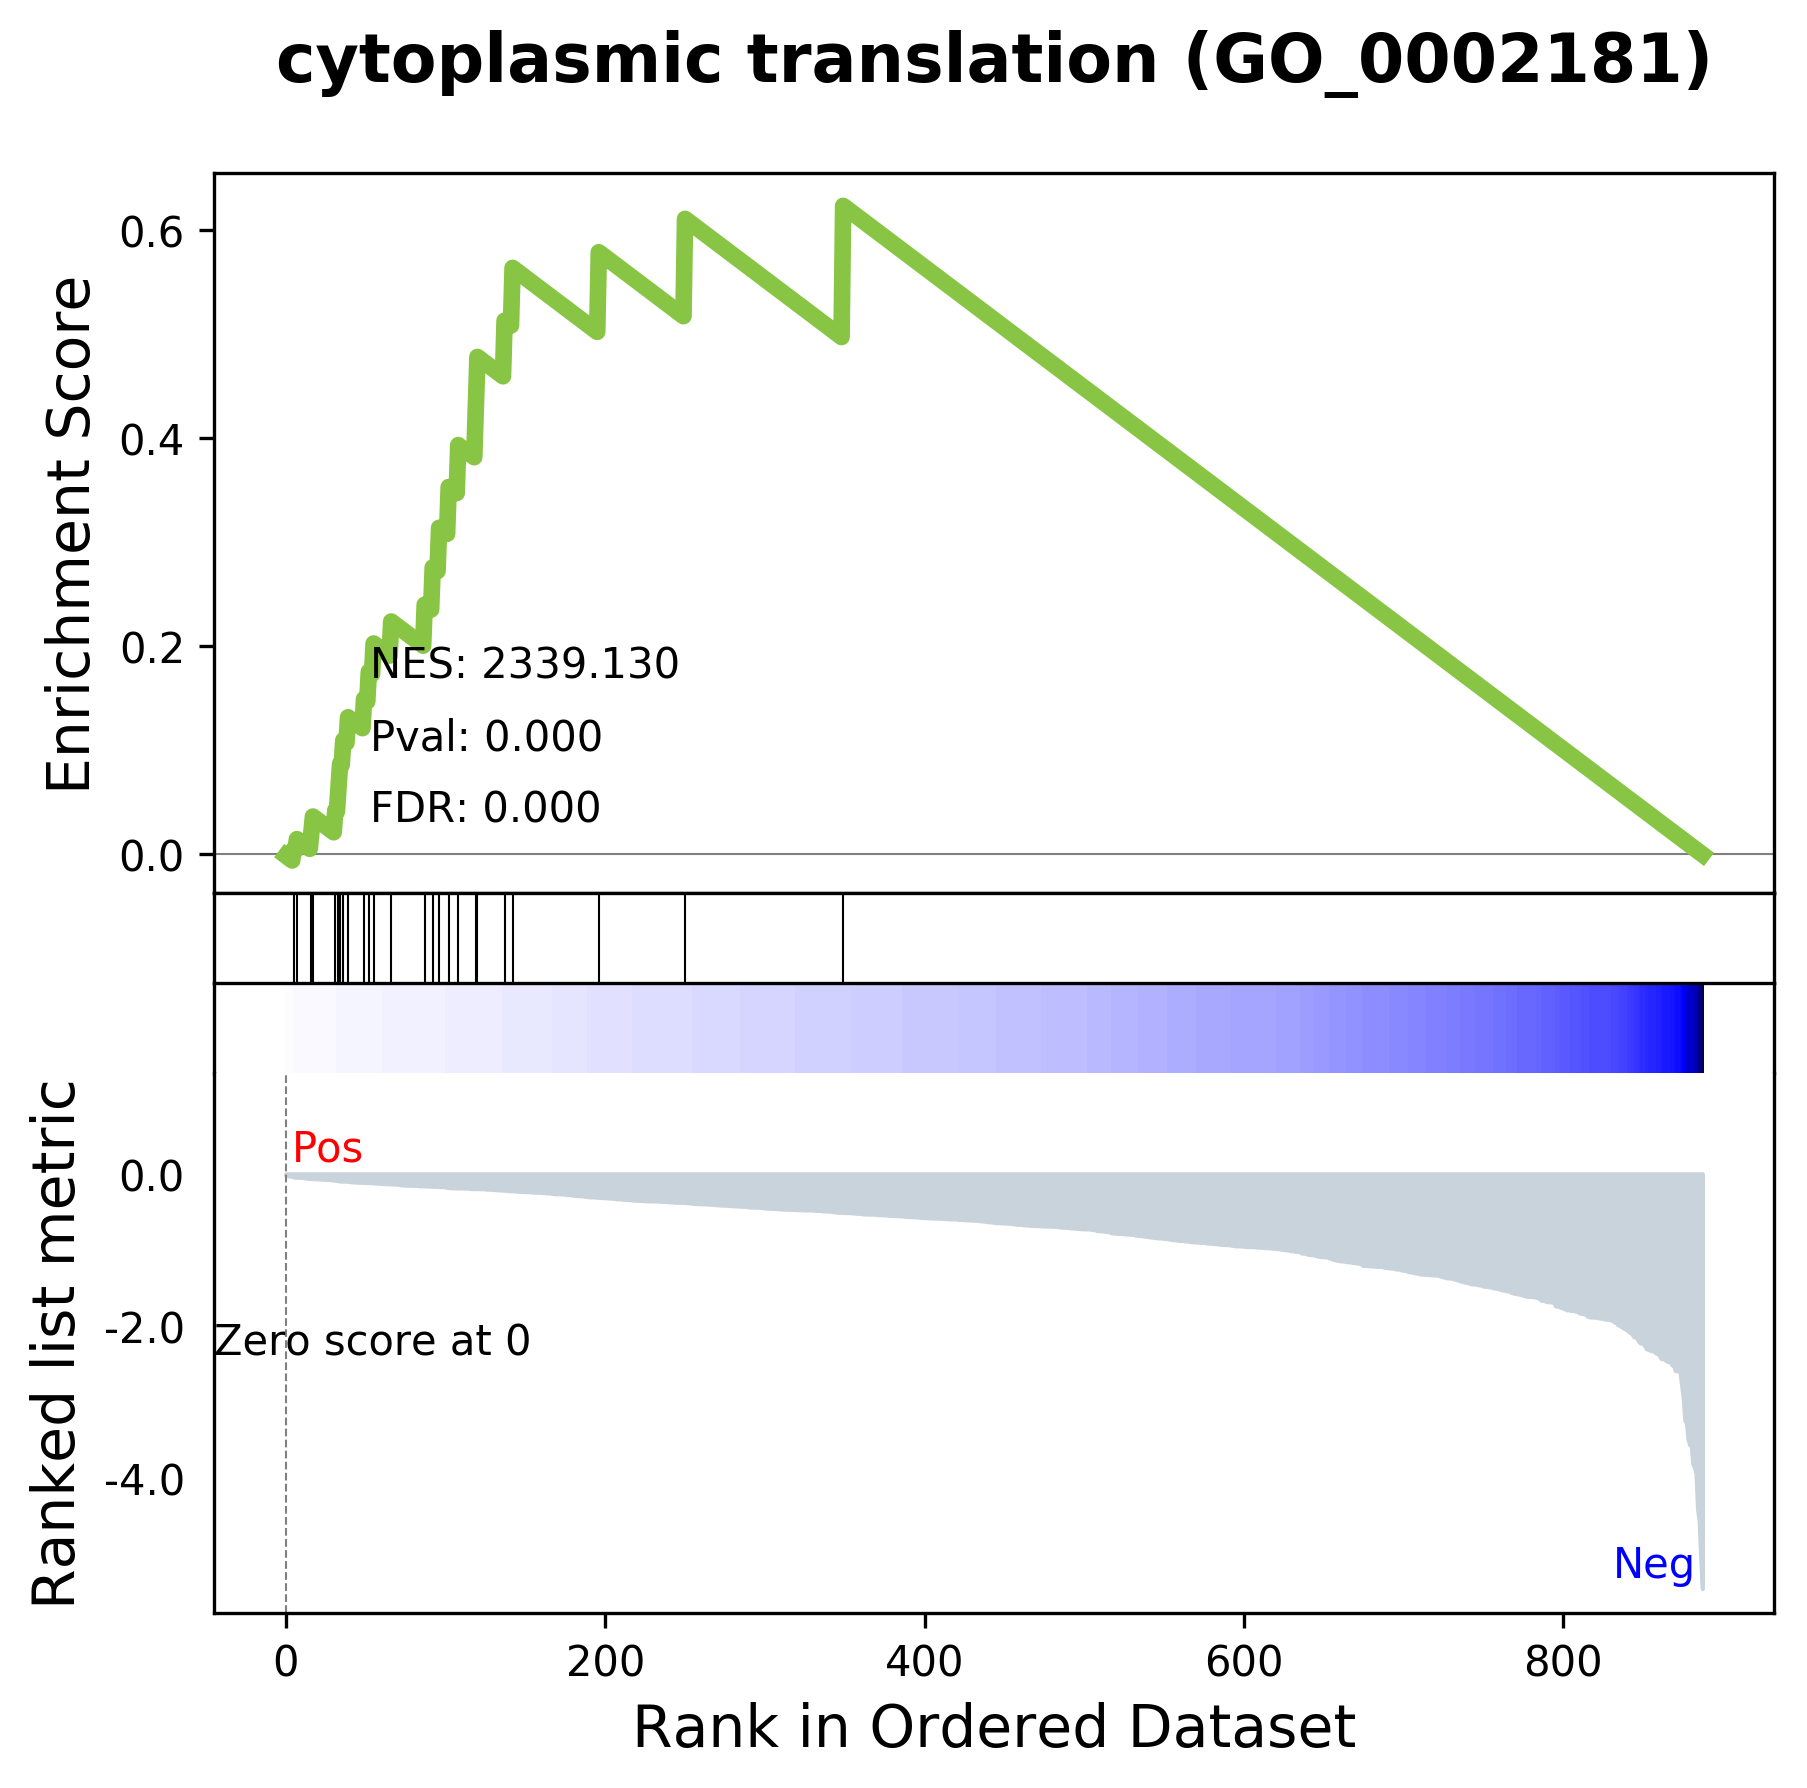 cytoplasmic translation (GO_0002181)
Enrichment Score
0.6
0.4
0.2
0.0
NES: 2339.130
Pval: 0.000
FDR: 0.000
Ranked list metric
0.0
-2.0
-4.0
Pos
Zero score at 0
Neg
0 200 400 600 800
Rank in Ordered Dataset